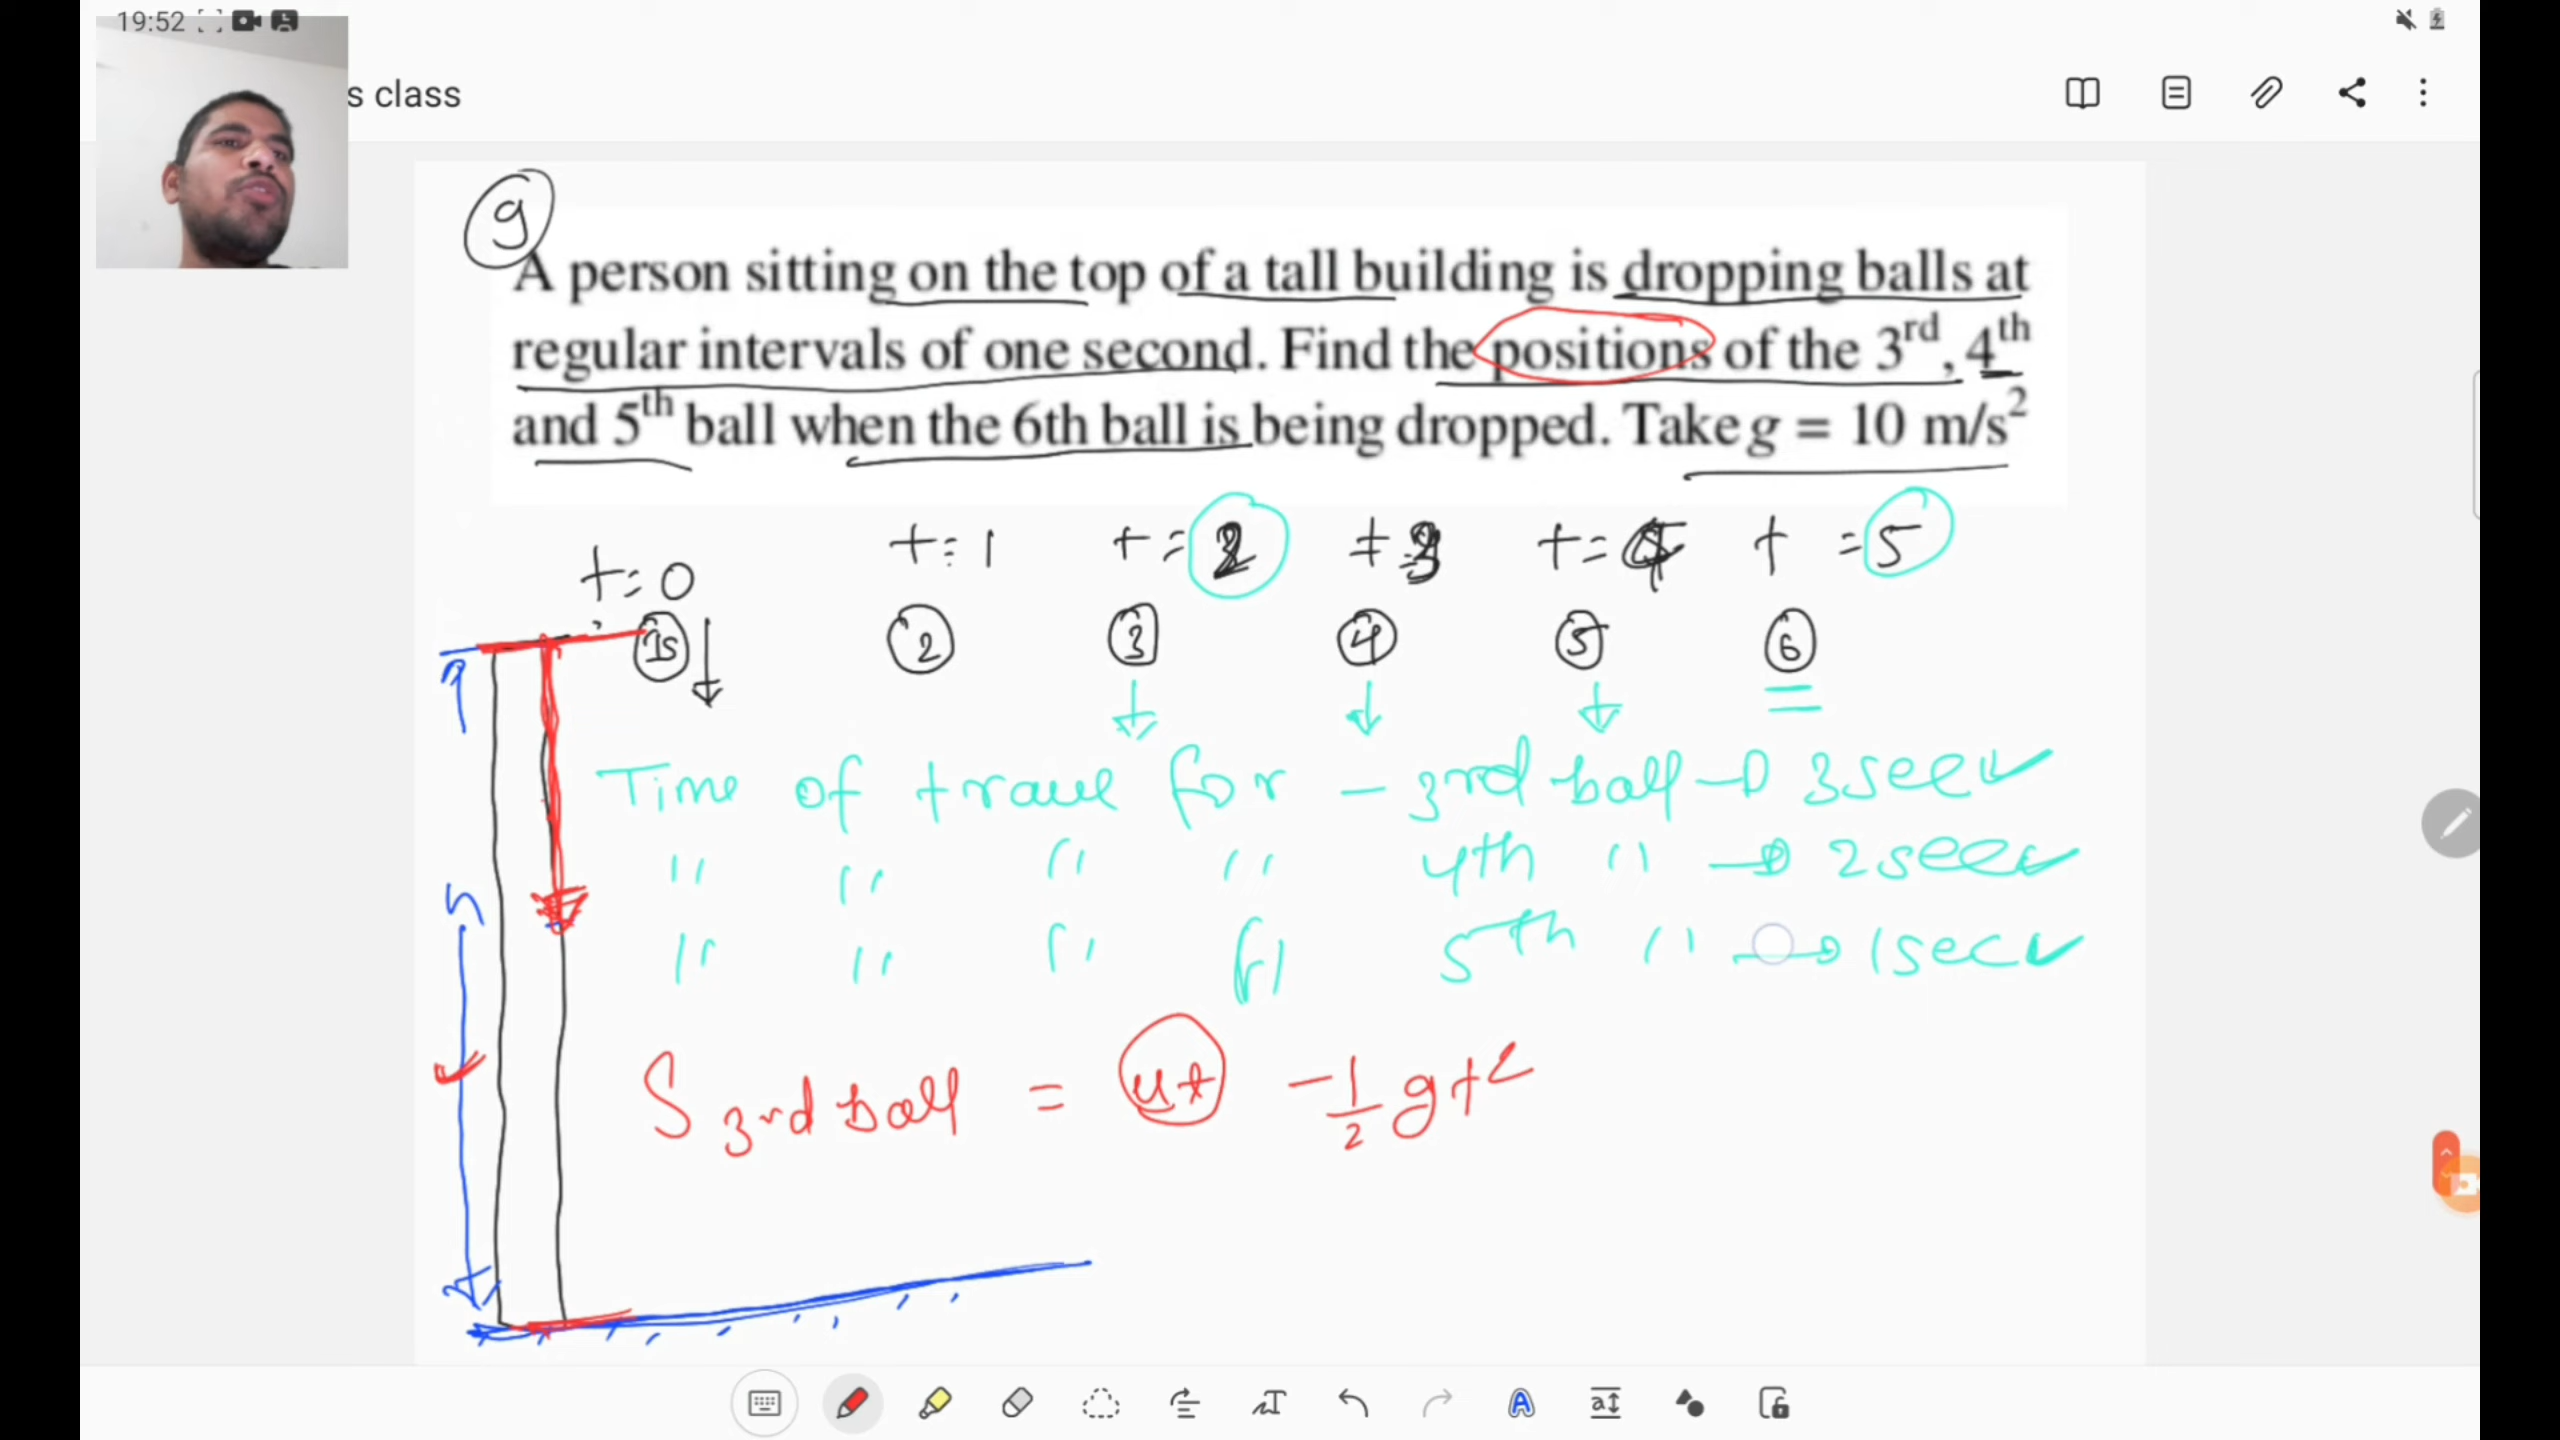 19:52
s class
9
A person sitting on the top of a tall building is dropping balls at
regular intervals of one second. Find the positions of the 3rd, 4th
and 5th ball when the 6th ball is being dropped. Take g = 10 m/s²
t=0 t=1 t=2 t=3 t=4 t=5
1s 2 3 4 5 6
Time of trave for - 3rd ball → 3sec ✓
" " " " 4th " → 2sec ✓
" " " " 5th " → 1sec ✓
h
S 3rd ball = ut - 1/2 gt²